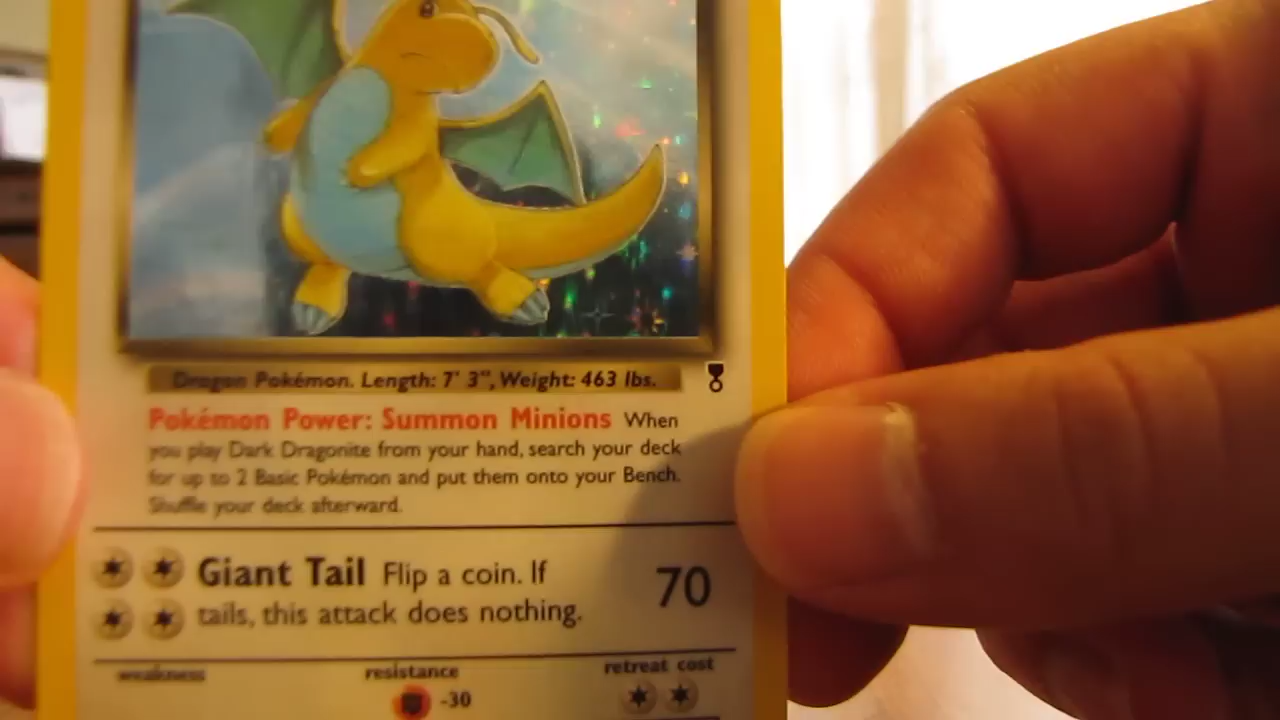 Dragon Pokémon. Length: 7' 3", Weight: 463 lbs.
Pokémon Power: Summon Minions When
you play Dark Dragonite from your hand, search your deck
for up to 2 Basic Pokémon and put them onto your Bench.
Shuffle your deck afterward.
Giant Tail Flip a coin. If
tails, this attack does nothing.
70
weakness
resistance
retreat cost
-30